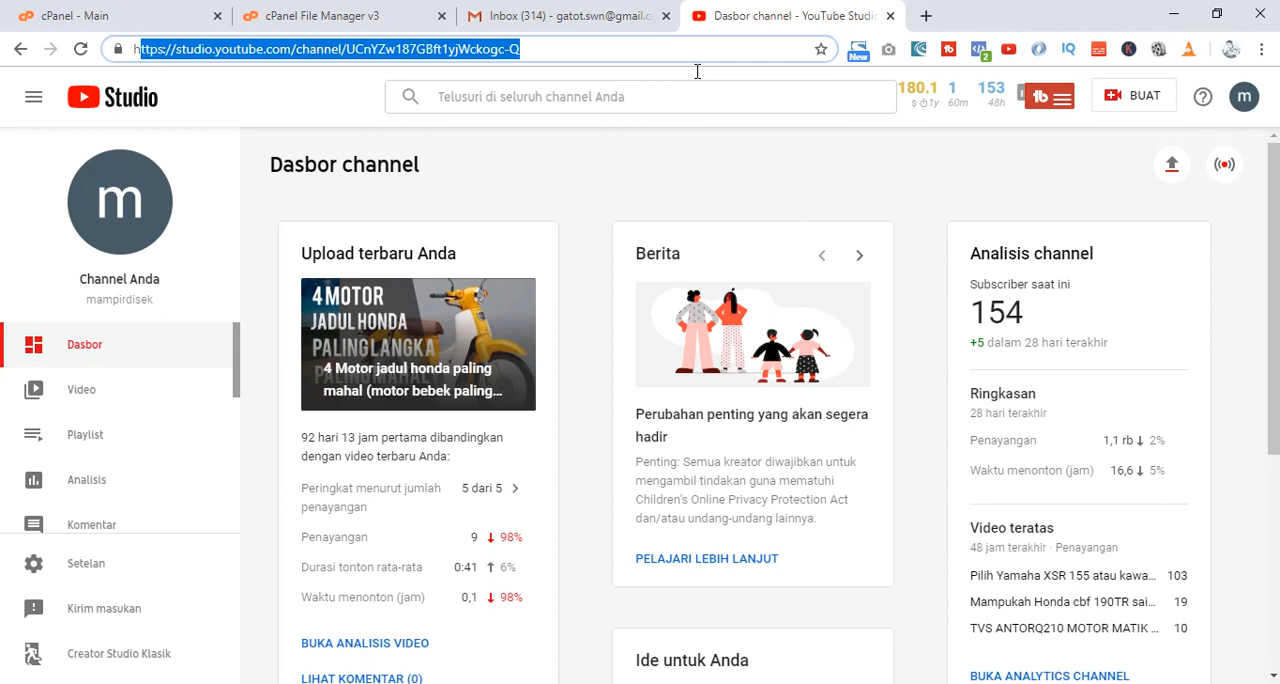 cPanel - Main
cPanel File Manager v3
Inbox (314) - gatot.swn@gmail.c
Dasbor channel - YouTube Studio
https://studio.youtube.com/channel/UCnYZw187GBft1yjWckogc-Q
New
2
IQ
K
Studio
Telusuri di seluruh channel Anda
180.1 1 153
$ 1y 60m 48h
tb
BUAT
m
m
Channel Anda
mampirdisek
Dasbor
Video
Playlist
Analisis
Komentar
Setelan
Kirim masukan
Creator Studio Klasik
Dasbor channel
Upload terbaru Anda
4 MOTOR
JADUL HONDA
PALING LANGKA
PALING MAHAL
4 Motor jadul honda paling
mahal (motor bebek paling...
92 hari 13 jam pertama dibandingkan
dengan video terbaru Anda:
Peringkat menurut jumlah
penayangan
5 dari 5
Penayangan 9 98%
Durasi tonton rata-rata 0:41 6%
Waktu menonton (jam) 0,1 98%
BUKA ANALISIS VIDEO
LIHAT KOMENTAR (0)
Berita
Perubahan penting yang akan segera
hadir
Penting: Semua kreator diwajibkan untuk
mengambil tindakan guna mematuhi
Children's Online Privacy Protection Act
dan/atau undang-undang lainnya.
PELAJARI LEBIH LANJUT
Ide untuk Anda
Analisis channel
Subscriber saat ini
154
+5 dalam 28 hari terakhir
Ringkasan
28 hari terakhir
Penayangan 1,1 rb 2%
Waktu menonton (jam) 16,6 5%
Video teratas
48 jam terakhir · Penayangan
Pilih Yamaha XSR 155 atau kawa... 103
Mampukah Honda cbf 190TR sai... 19
TVS ANTORQ210 MOTOR MATIK ... 10
BUKA ANALYTICS CHANNEL